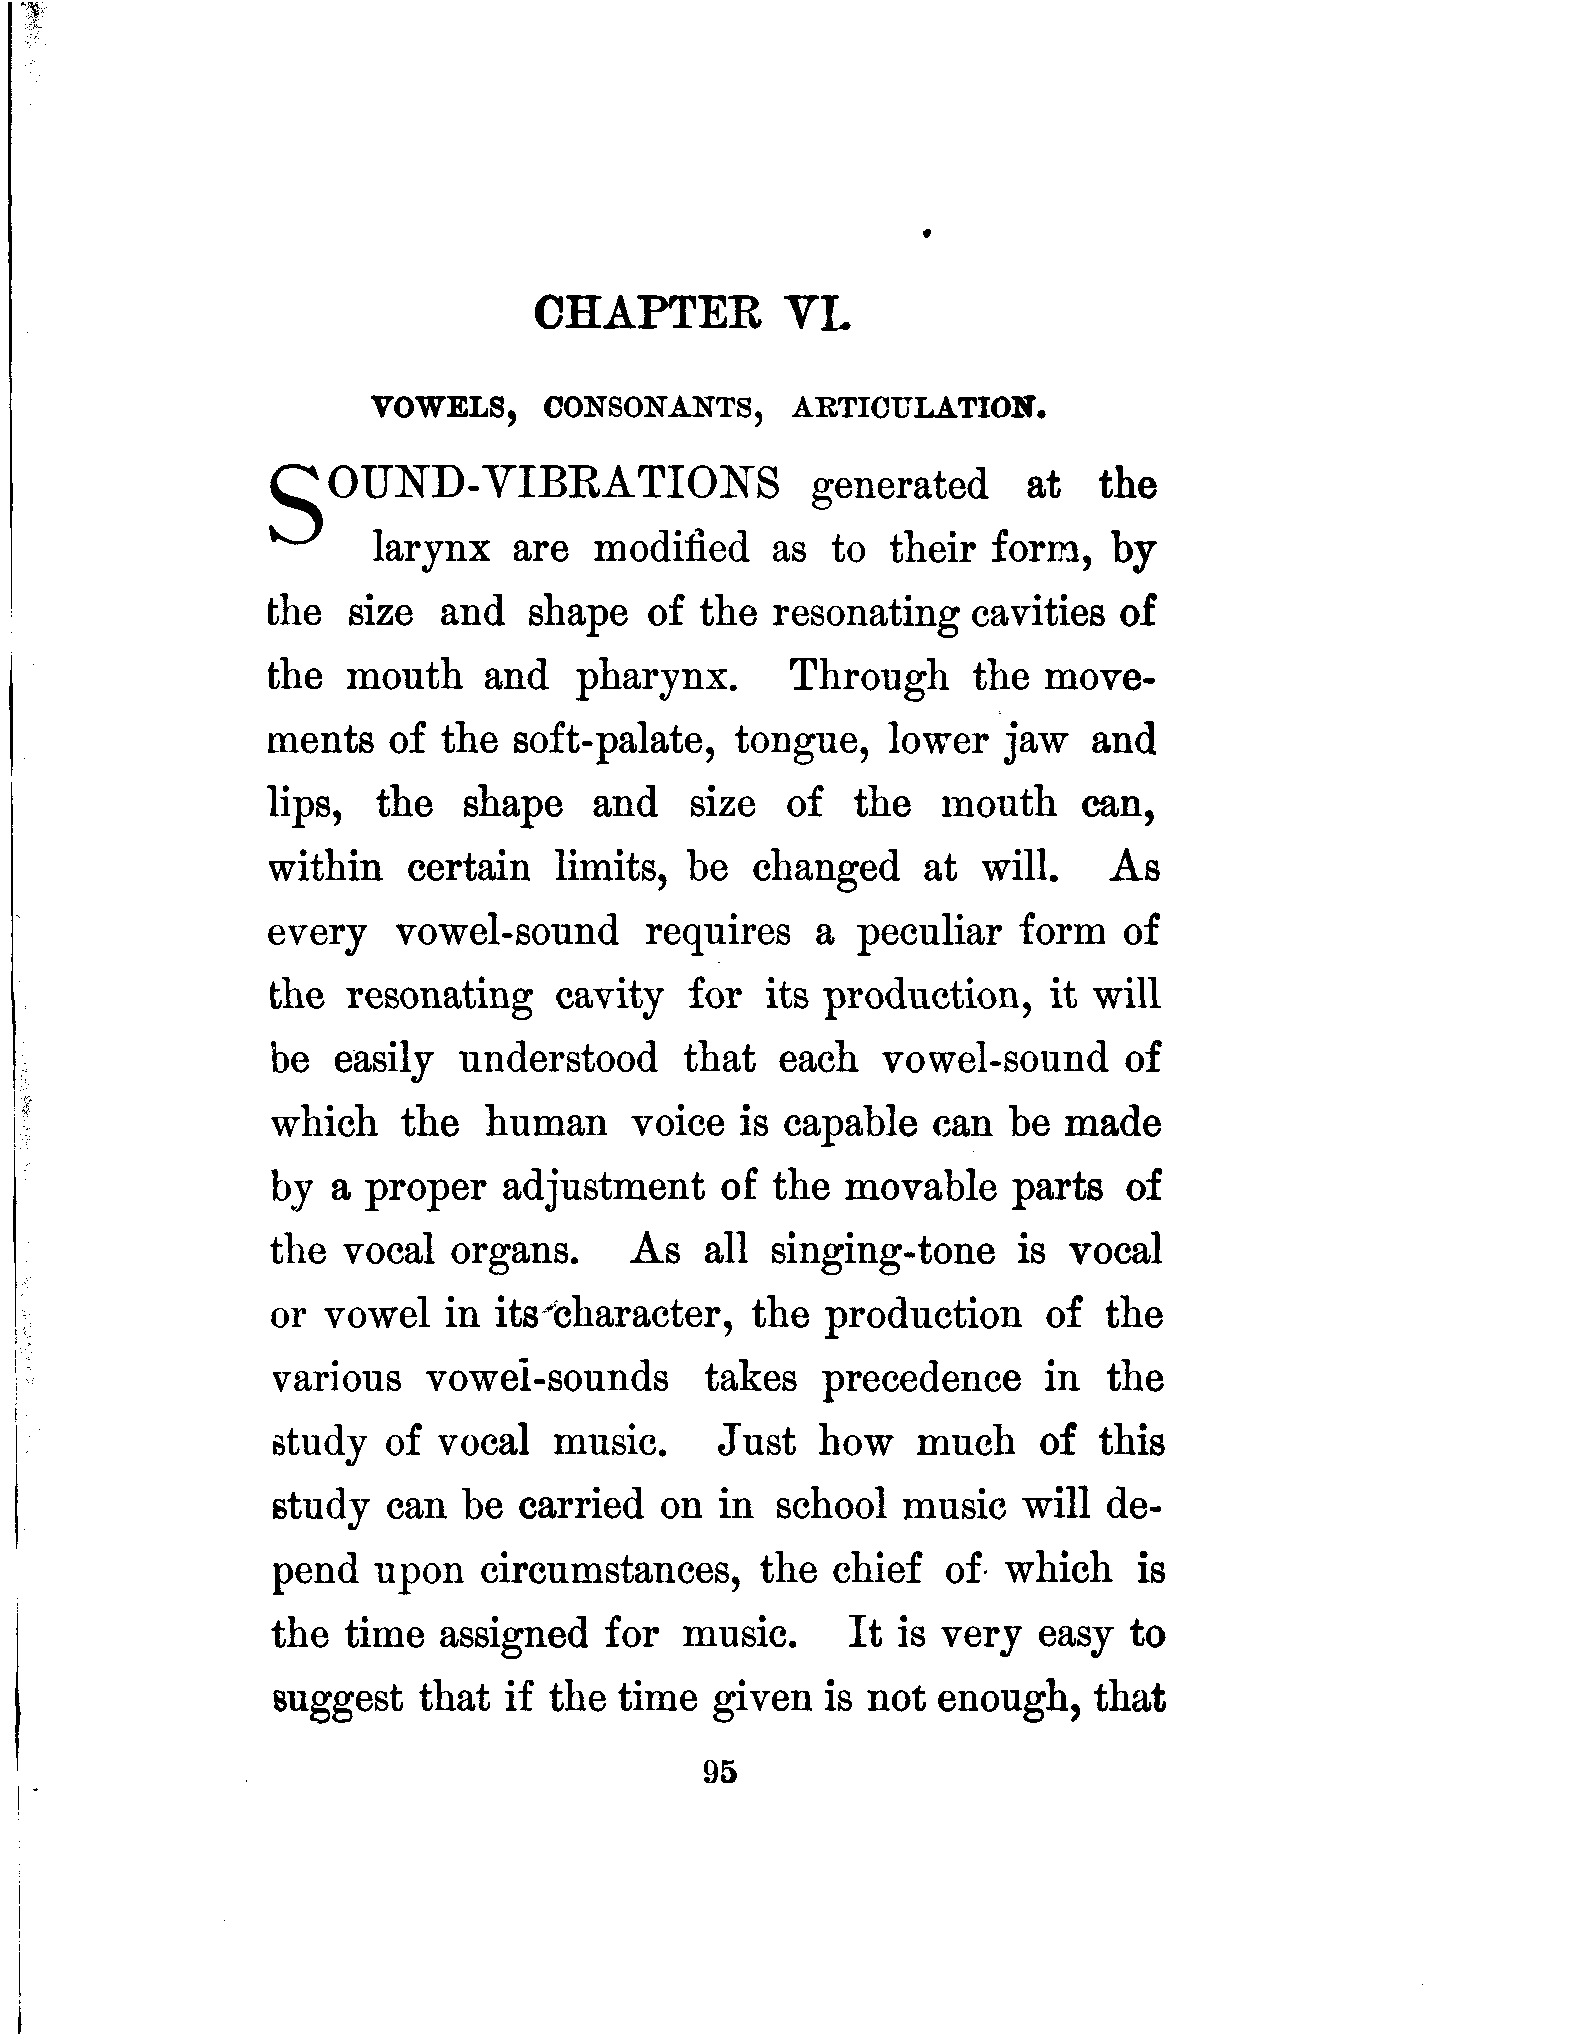 CHAPTER VI.
VOWELS, CONSONANTS, ARTICULATION.
SOUND-VIBRATIONS generated at the
larynx are modified as to their form, by
the size and shape of the resonating cavities of
the mouth and pharynx. Through the move-
ments of the soft-palate, tongue, lower jaw and
lips, the shape and size of the mouth can,
within certain limits, be changed at will. As
every vowel-sound requires a peculiar form of
the resonating cavity for its production, it will
be easily understood that each vowel-sound of
which the human voice is capable can be made
by a proper adjustment of the movable parts of
the vocal organs. As all singing-tone is vocal
or vowel in its character, the production of the
various vowel-sounds takes precedence in the
study of vocal music. Just how much of this
study can be carried on in school music will de-
pend upon circumstances, the chief of which is
the time assigned for music. It is very easy to
suggest that if the time given is not enough, that
95